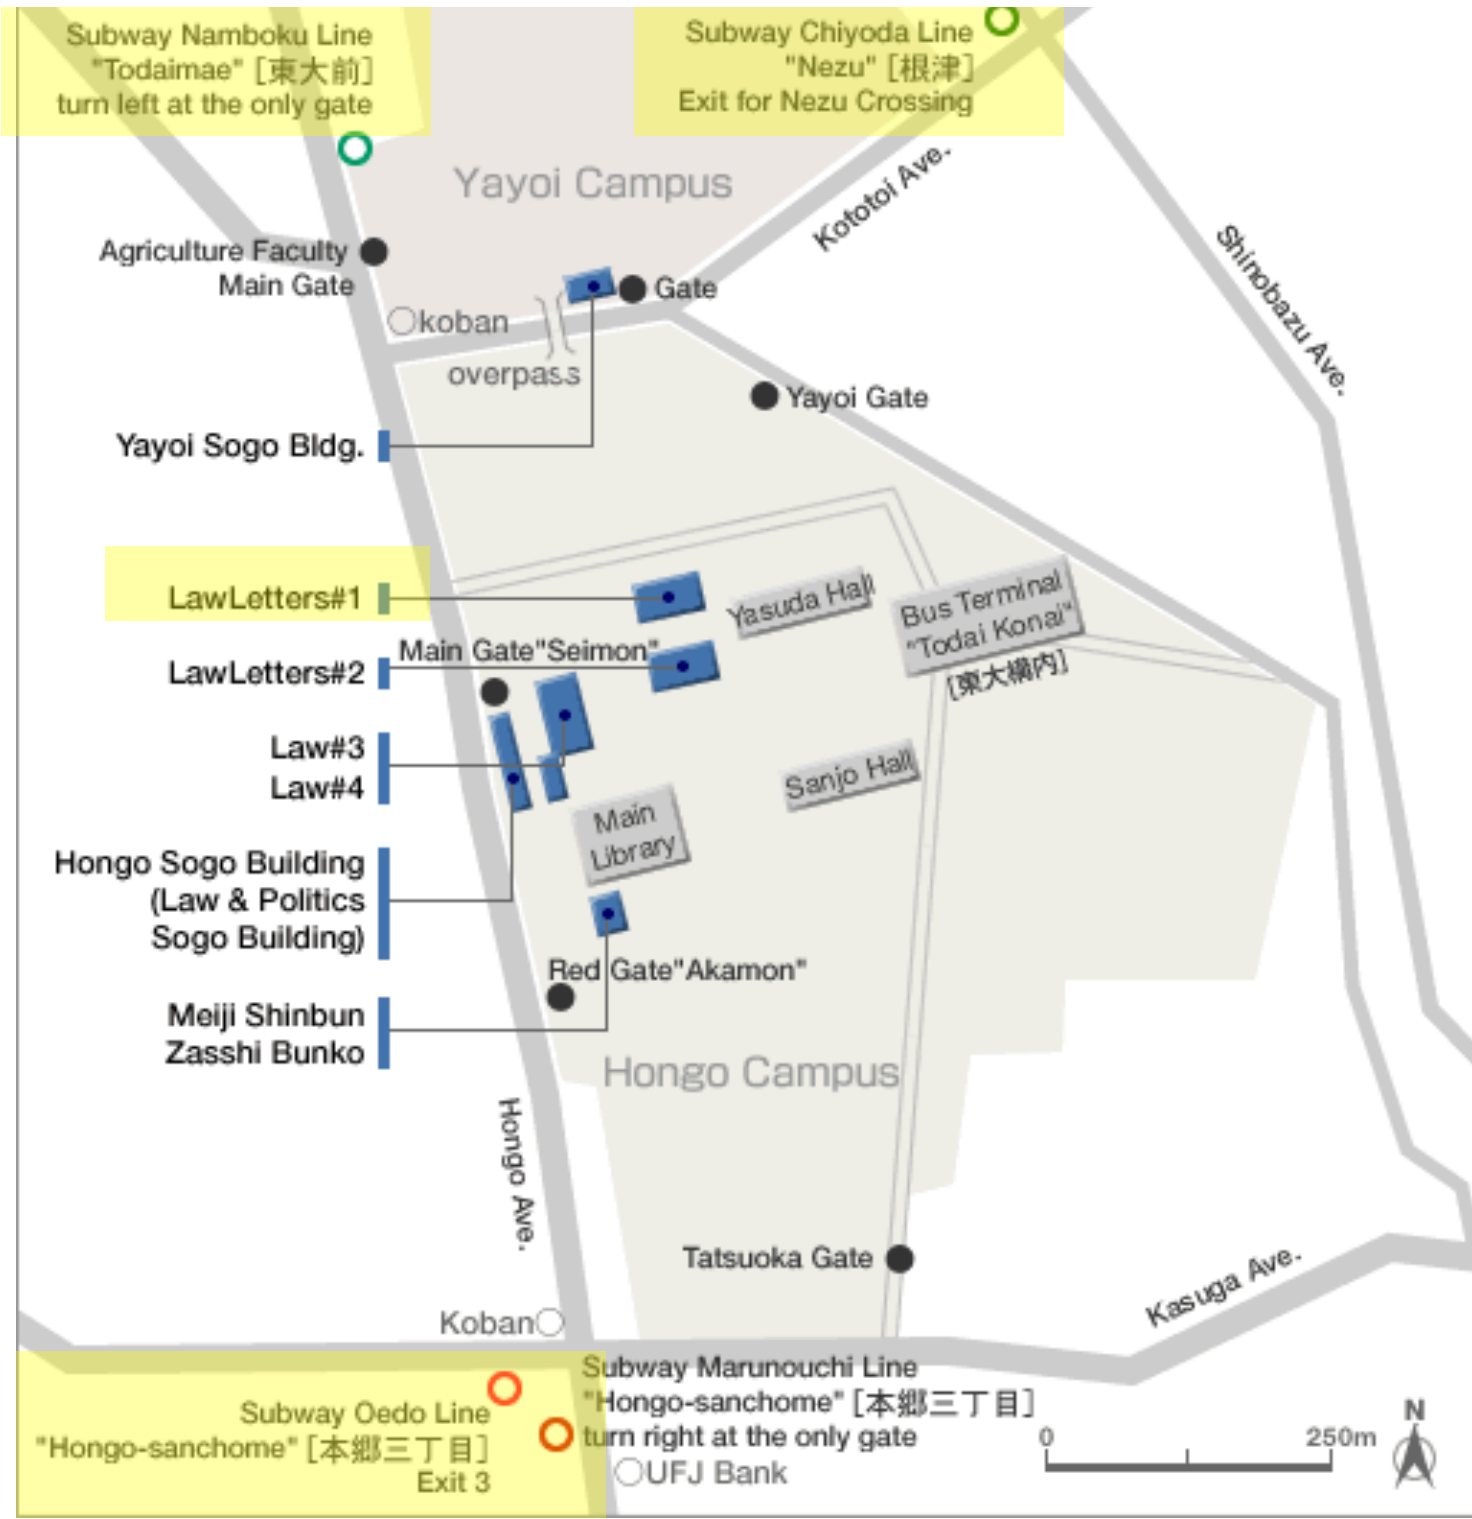 Subway Namboku Line
"Todaimae" [東大前]
turn left at the only gate
Subway Chiyoda Line
"Nezu" [根津]
Exit for Nezu Crossing
Yayoi Campus
Kototoi Ave.
Shinobazu Ave.
Agriculture Faculty
Main Gate
Gate
koban
overpass
Yayoi Gate
Yayoi Sogo Bldg.
LawLetters#1
Yasuda Hall
Bus Terminal
"Todai Konai"
[東大構内]
Main Gate"Seimon"
LawLetters#2
Law#3
Law#4
Sanjo Hall
Main
Library
Hongo Sogo Building
(Law & Politics
Sogo Building)
Red Gate"Akamon"
Meiji Shinbun
Zasshi Bunko
Hongo Campus
Hongo Ave.
Tatsuoka Gate
Kasuga Ave.
Koban
Subway Marunouchi Line
"Hongo-sanchome" [本郷三丁目]
turn right at the only gate
UFJ Bank
Subway Oedo Line
"Hongo-sanchome" [本郷三丁目]
Exit 3
0 250m
N